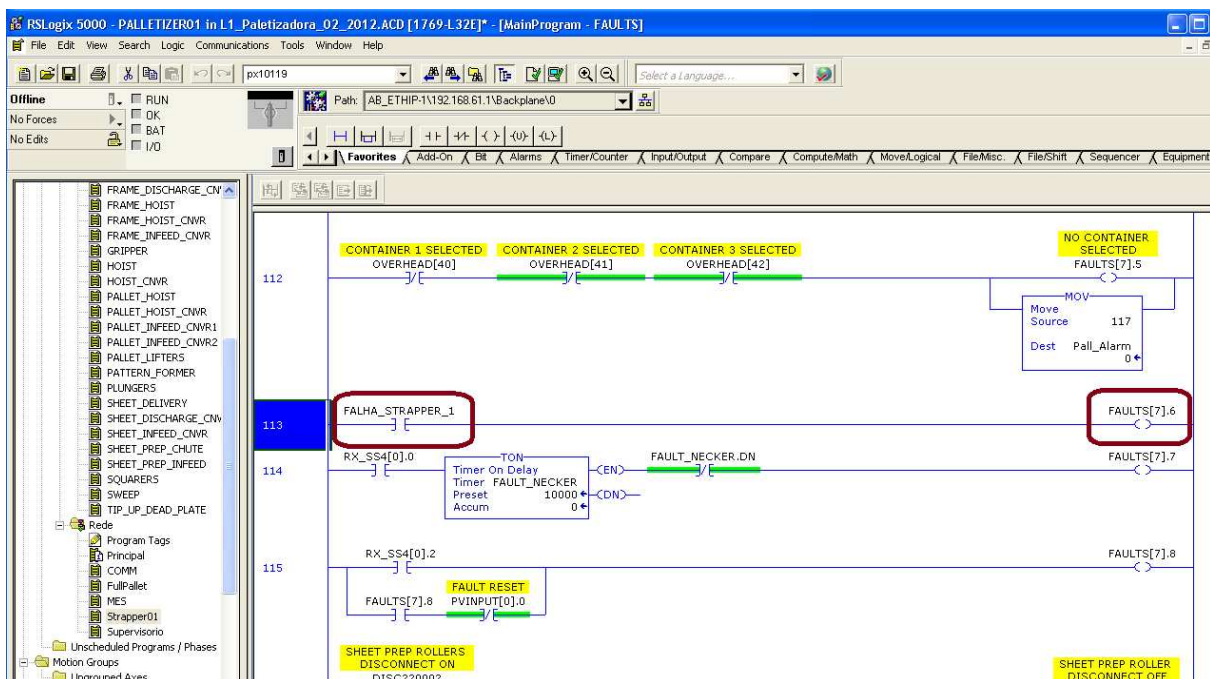 RSLogix 5000 - PALLETIZER01 in L1_Paletizadora_02_2012.ACD [1769-L32E]* - [MainProgram - FAULTS]
File Edit View Search Logic Communications Tools Window Help
px10119
Select a Language...
Offline
RUN
No Forces
OK
No Edits
BAT
I/O
Path: AB_ETHIP-1\192.168.61.1\Backplane\0
Favorites Add-On Bit Alarms Timer/Counter Input/Output Compare Compute/Math Move/Logical File/Misc. File/Shift Sequencer Equipment
FRAME_DISCHARGE_CN
FRAME_HOIST
FRAME_HOIST_CNVR
FRAME_INFEED_CNVR
GRIPPER
HOIST
HOIST_CNVR
PALLET_HOIST
PALLET_HOIST_CNVR
PALLET_INFEED_CNVR1
PALLET_INFEED_CNVR2
PALLET_LIFTERS
PATTERN_FORMER
PLUNGERS
SHEET_DELIVERY
SHEET_DISCHARGE_CNV
SHEET_INFEED_CNVR
SHEET_PREP_CHUTE
SHEET_PREP_INFEED
SQUARERS
SWEEP
TIP_UP_DEAD_PLATE
Rede
Program Tags
Principal
COMM
FullPallet
MES
Strapper01
Supervisorio
Unscheduled Programs / Phases
Motion Groups
Ungrouped Axes
112
CONTAINER 1 SELECTED
OVERHEAD[40]
CONTAINER 2 SELECTED
OVERHEAD[41]
CONTAINER 3 SELECTED
OVERHEAD[42]
NO CONTAINER
SELECTED
FAULTS[7].5
MOV
Move
Source 117
Dest Pall_Alarm
0
113
FALHA_STRAPPER_1
FAULTS[7].6
114
RX_SS4[0].0
TON
Timer On Delay
Timer FAULT_NECKER
Preset 10000
Accum 0
EN
DN
FAULT_NECKER.DN
FAULTS[7].7
115
RX_SS4[0].2
FAULTS[7].8
FAULTS[7].8
FAULT RESET
PVINPUT[0].0
SHEET PREP ROLLERS
DISCONNECT ON
DISC220002
SHEET PREP ROLLER
DISCONNECT OFF